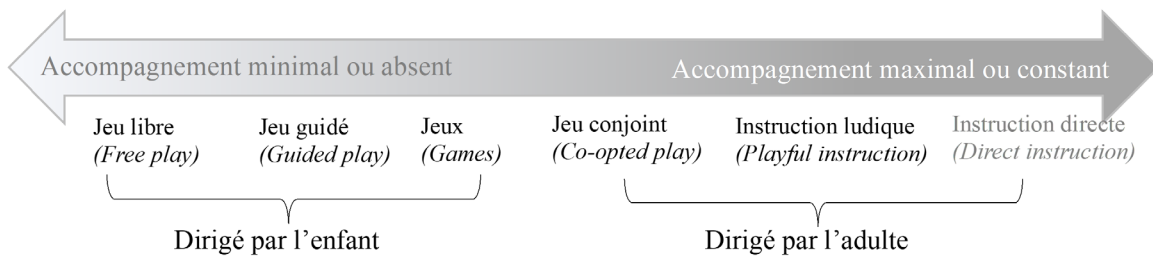 Accompagnement minimal ou absent
Accompagnement maximal ou constant
Jeu libre
(Free play)
Jeu guidé
(Guided play)
Jeux
(Games)
Jeu conjoint
(Co-opted play)
Instruction ludique
(Playful instruction)
Instruction directe
(Direct instruction)
Dirigé par l’enfant
Dirigé par l’adulte